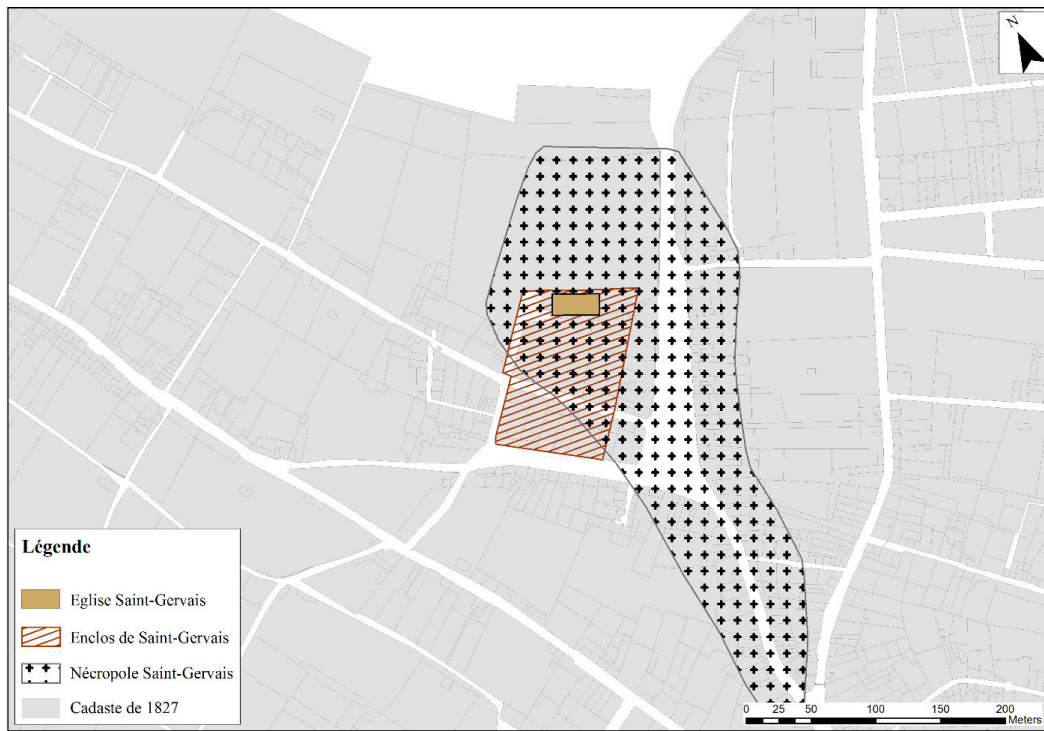 N
Légende
Eglise Saint-Gervais
Enclos de Saint-Gervais
Nécropole Saint-Gervais
Cadaste de 1827
0 25 50 100 150 200
Meters